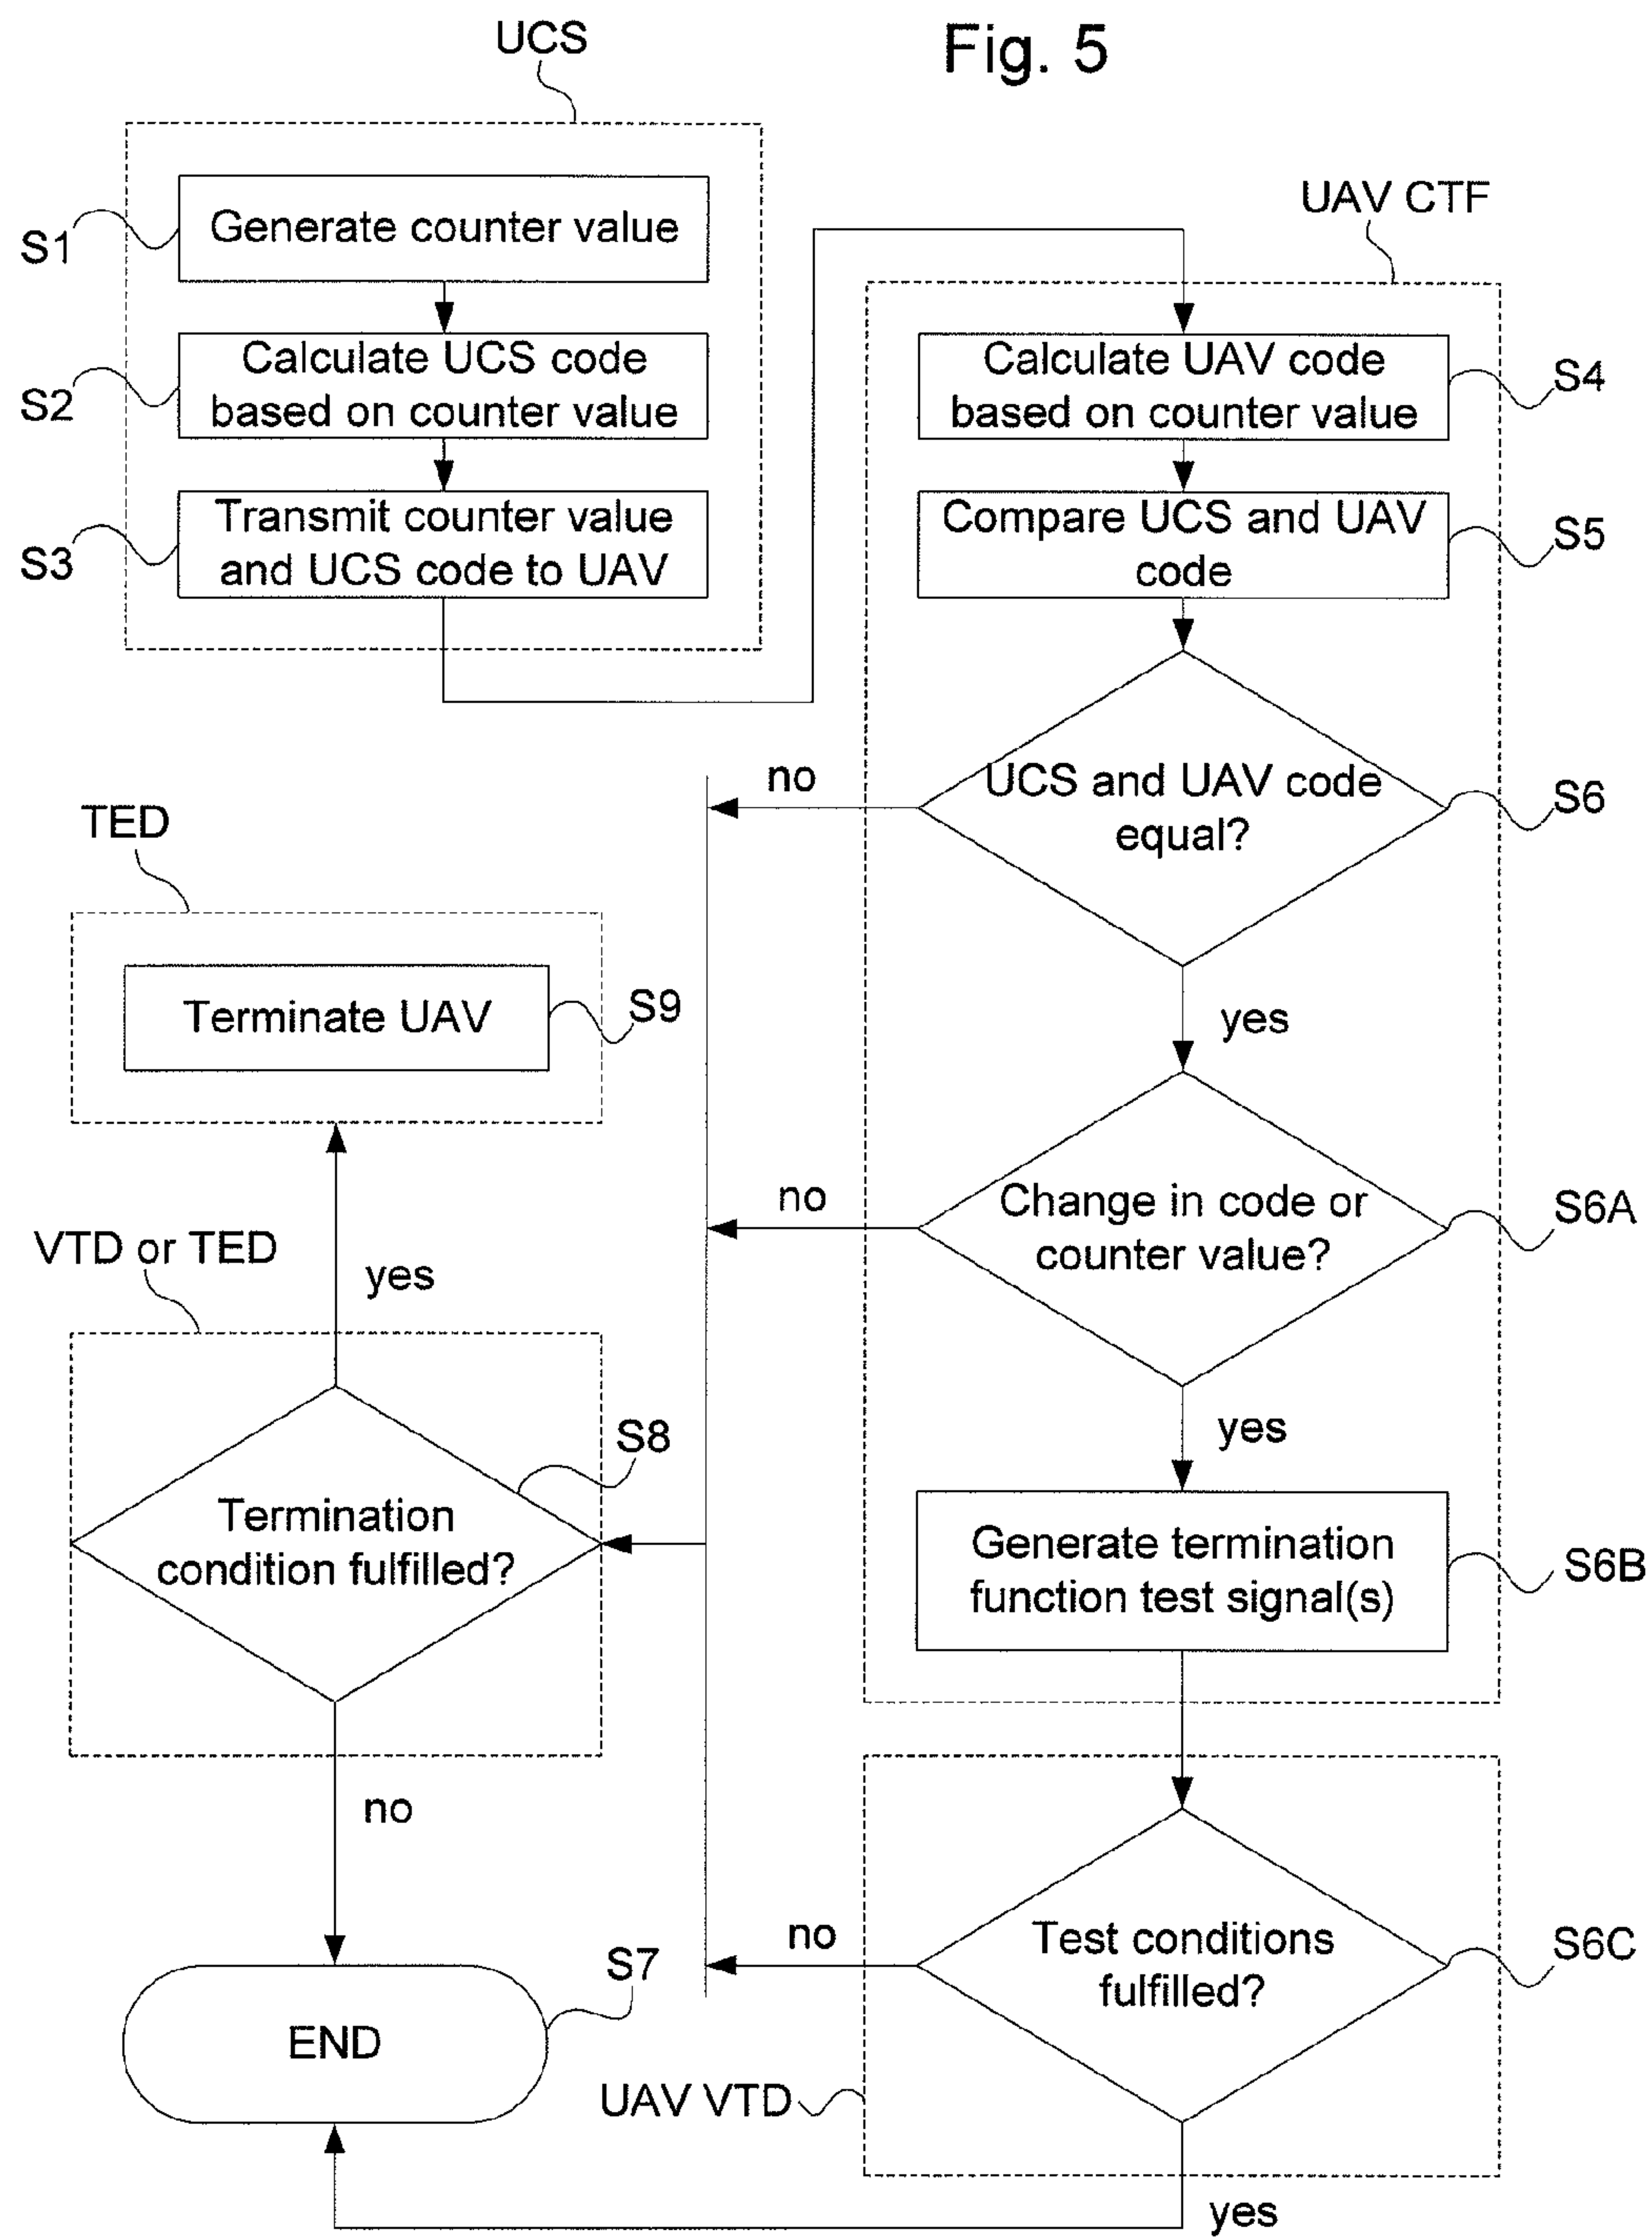 Fig. 5
UCS
S1
Generate counter value
S2
Calculate UCS code
based on counter value
S3
Transmit counter value
and UCS code to UAV
UAV CTF
Calculate UAV code
based on counter value
S4
Compare UCS and UAV
code
S5
UCS and UAV code
equal?
S6
no
yes
Change in code or
counter value?
S6A
no
yes
Generate termination
function test signal(s)
S6B
UAV VTD
Test conditions
fulfilled?
S6C
no
yes
TED
Terminate UAV
S9
VTD or TED
yes
Termination
condition fulfilled?
S8
no
END
S7